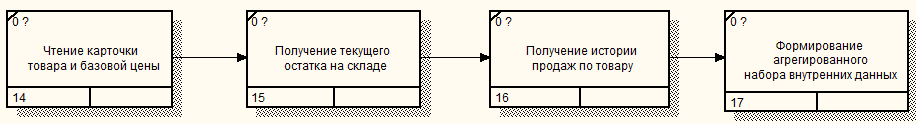 0 ?
Чтение карточки
товара и базовой цены
14
0 ?
Получение текущего
остатка на складе
15
0 ?
Получение истории
продаж по товару
16
0 ?
Формирование
агрегированного
набора внутренних данных
17